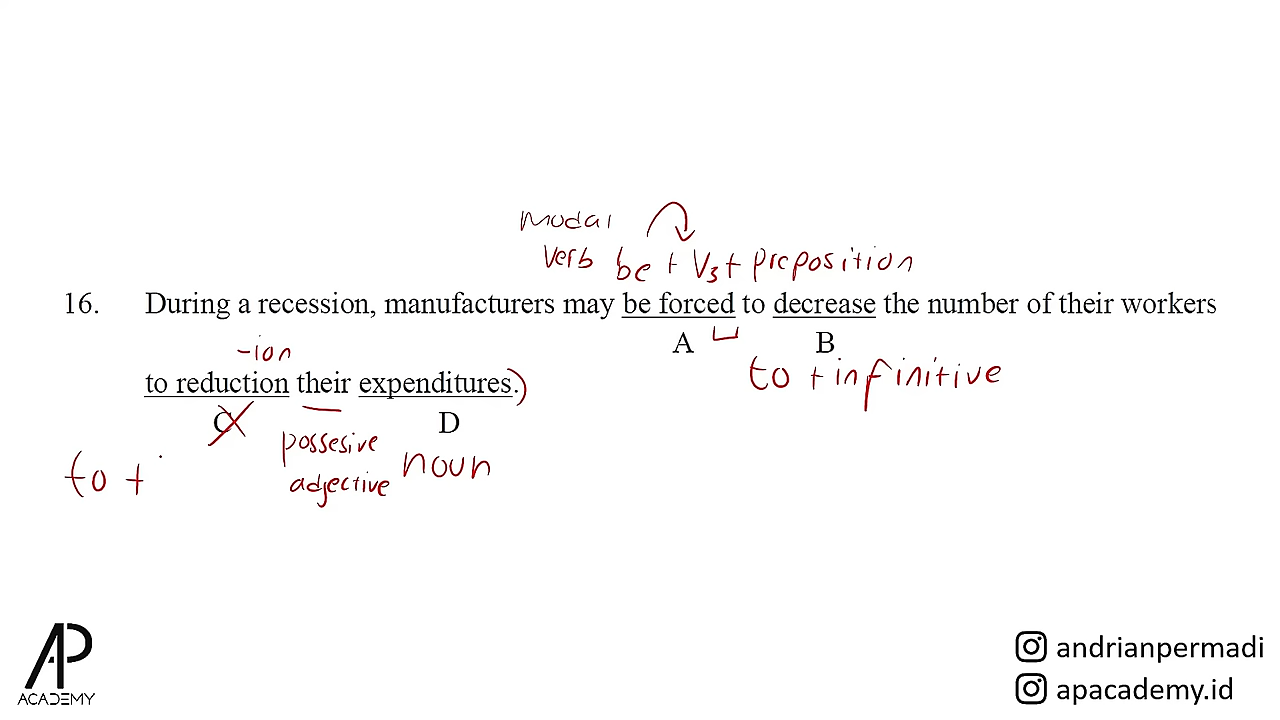 modal
verb be + V3 + preposition
16. During a recession, manufacturers may be forced to decrease the number of their workers
A B
-ion
to + infinitive
to reduction their expenditures.)
C D
possesive
adjective noun
to +
AP
ACADEMY
andrianpermadi
apacademy.id